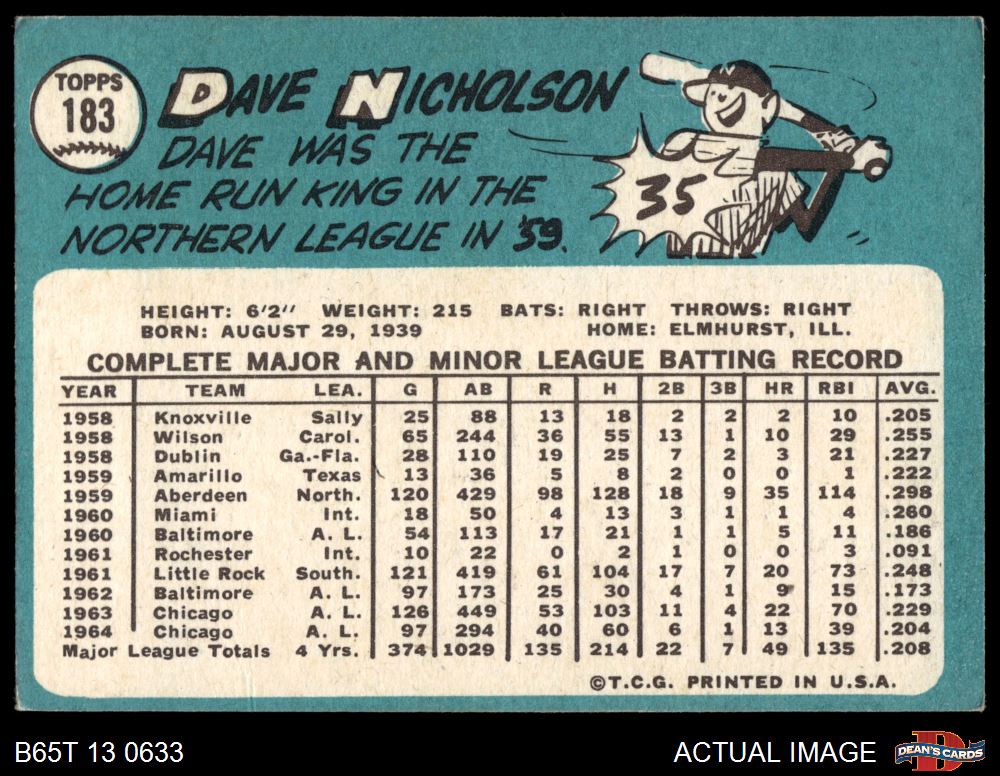 TOPPS
183
DAVE NICHOLSON
DAVE WAS THE
HOME RUN KING IN THE
NORTHERN LEAGUE IN '59.
35
HEIGHT: 6'2" WEIGHT: 215 BATS: RIGHT THROWS: RIGHT
BORN: AUGUST 29, 1939 HOME: ELMHURST, ILL.
COMPLETE MAJOR AND MINOR LEAGUE BATTING RECORD
YEAR TEAM LEA. G AB R H 2B 3B HR RBI AVG.
1958 Knoxville Sally 25 88 13 18 2 2 2 10 .205
1958 Wilson Carol. 65 244 36 55 13 1 10 29 .255
1958 Dublin Ga.-Fla. 28 110 19 25 7 2 3 21 .227
1959 Amarillo Texas 13 36 5 8 2 0 0 1 .222
1959 Aberdeen North. 120 429 98 128 18 9 35 114 .298
1960 Miami Int. 18 50 4 13 3 1 1 4 .260
1960 Baltimore A. L. 54 113 17 21 1 1 5 11 .186
1961 Rochester Int. 10 22 0 2 1 0 0 3 .091
1961 Little Rock South. 121 419 61 104 17 7 20 73 .248
1962 Baltimore A. L. 97 173 25 30 4 1 9 15 .173
1963 Chicago A. L. 126 449 53 103 11 4 22 70 .229
1964 Chicago A. L. 97 294 40 60 6 1 13 39 .204
Major League Totals 4 Yrs. 374 1029 135 214 22 7 49 135 .208
©T.C.G. PRINTED IN U.S.A.
B65T 13 0633 ACTUAL IMAGE DEAN'S CARDS